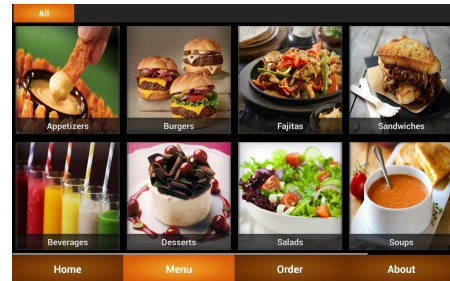 All
Appetizers
Burgers
Fajitas
Sandwiches
Beverages
Desserts
Salads
Soups
Home
Menu
Order
About